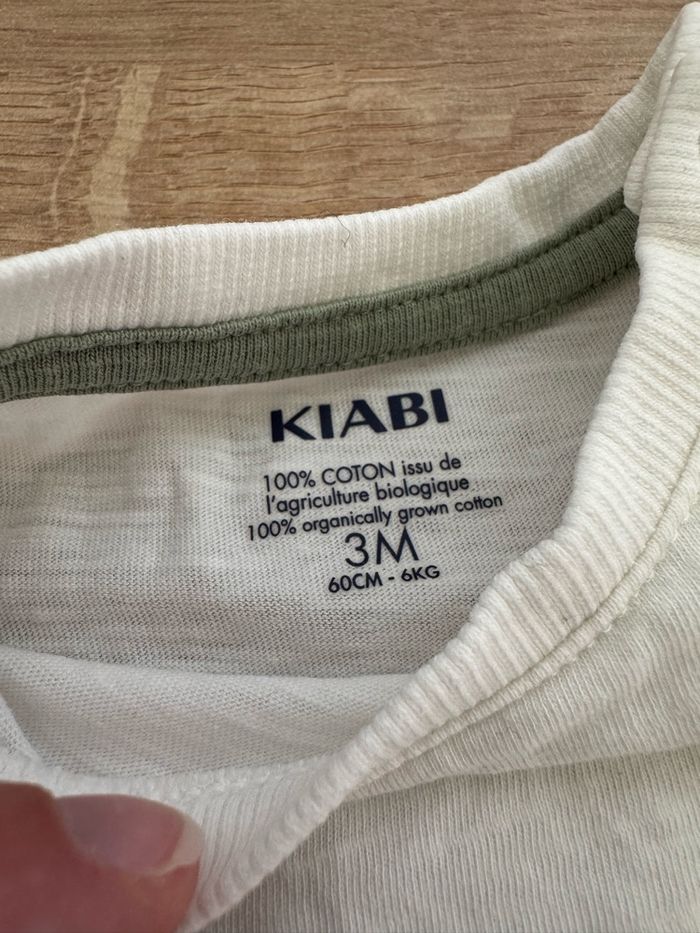 KIABI
100% COTON issu de
l'agriculture biologique
100% organically grown cotton
3M
60CM - 6KG